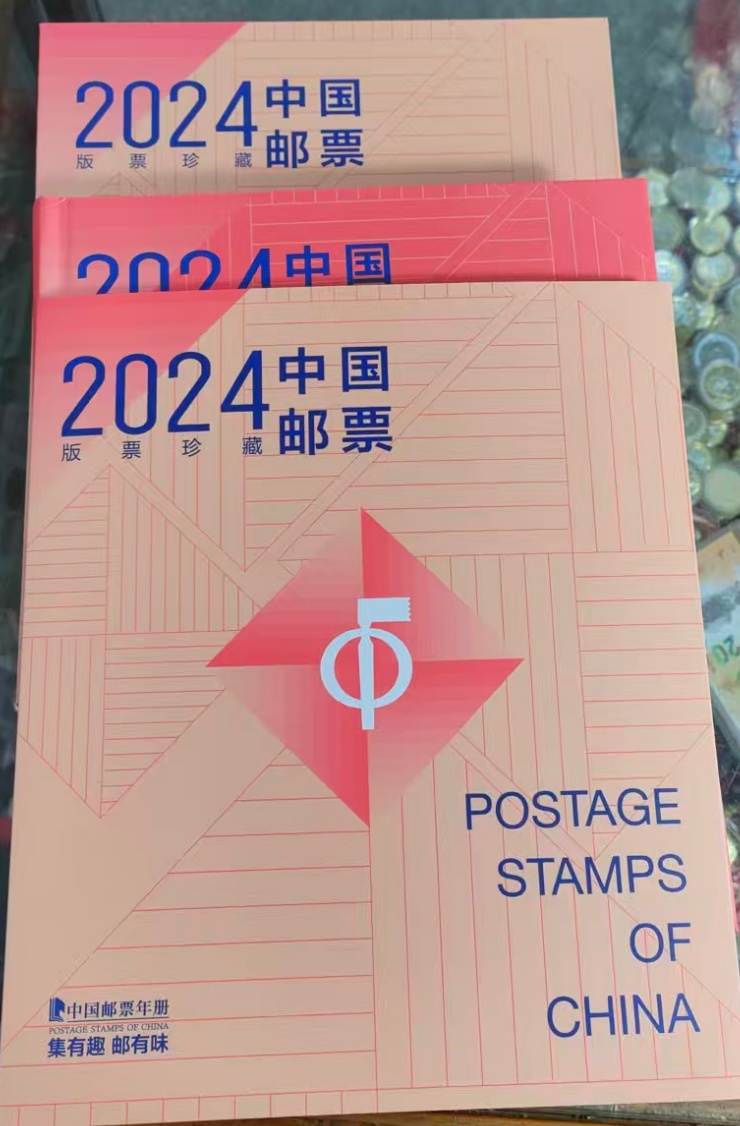 2024中国
邮票
版票珍藏
2024中国
2024中国
邮票
版票珍藏
POSTAGE
STAMPS
OF
CHINA
中国邮票年册
POSTAGE STAMPS OF CHINA
集有趣 邮有味
20